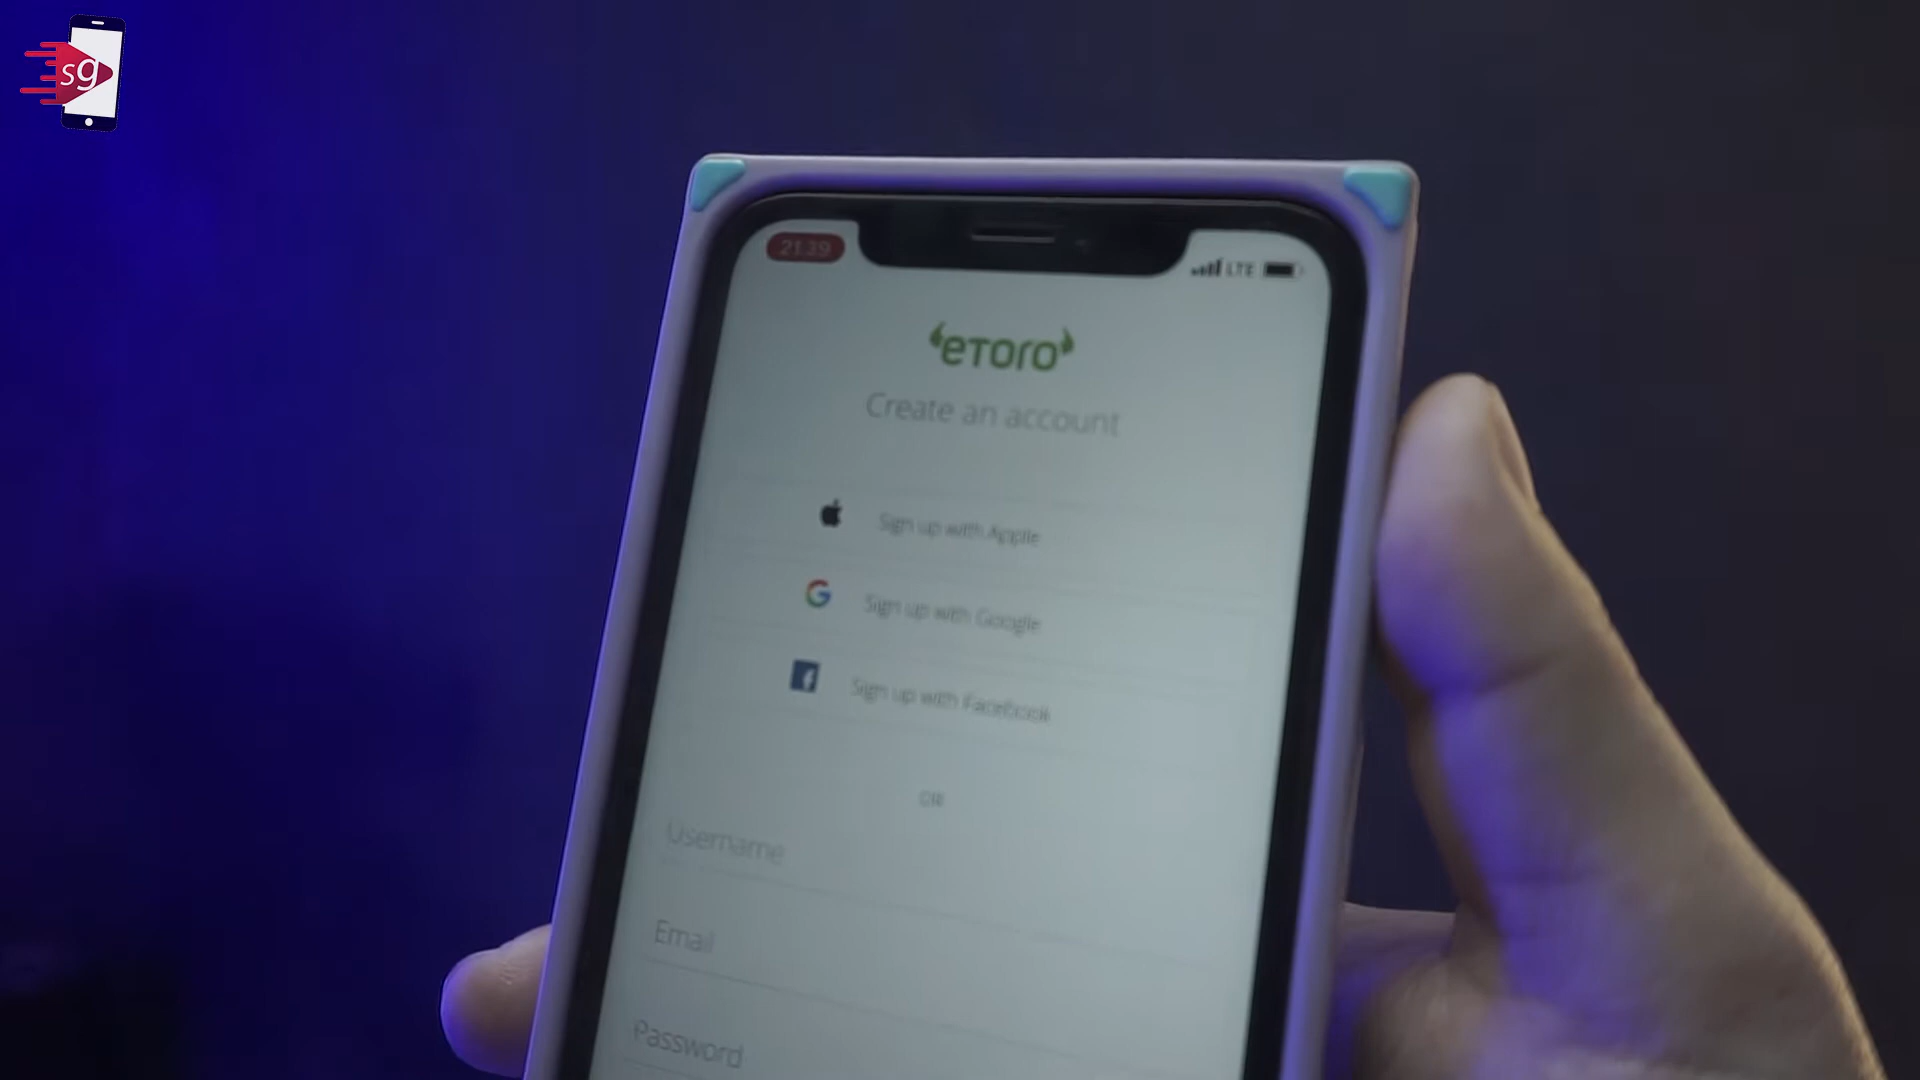 sg
21.39
LTE
eTORO
Create an account
Sign up with Apple
Sign up with Google
Sign up with Facebook
OR
Username
Email
Password